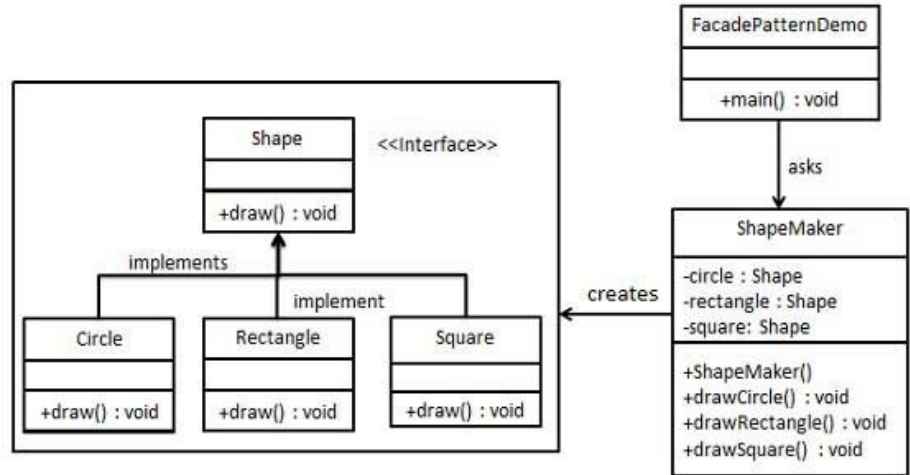 FacadePatternDemo
+main() : void
asks
Shape
<<Interface>>
+draw() : void
implements
implement
Circle
+draw() : void
Rectangle
+draw() : void
Square
+draw() : void
creates
ShapeMaker
-circle : Shape
-rectangle : Shape
-square: Shape
+ShapeMaker()
+drawCircle() : void
+drawRectangle() : void
+drawSquare() : void